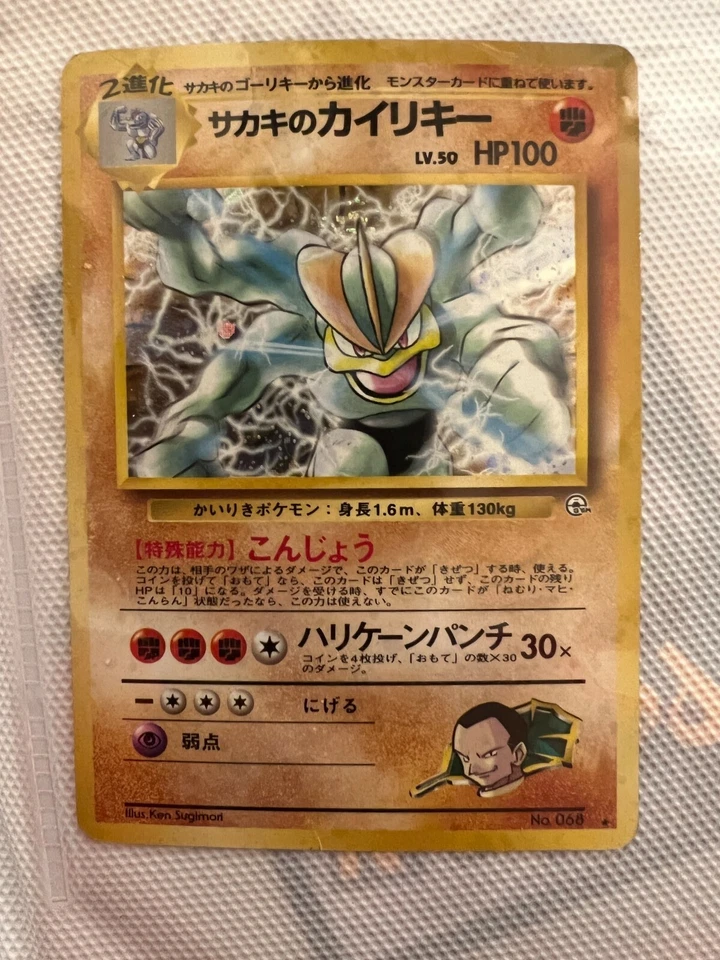 2進化 サカキのゴーリキーから進化 モンスターカードに重ねて使います。
サカキのカイリキー
LV.50 HP100
かいりきポケモン：身長1.6m、体重130kg
【特殊能力】こんじょう
この力は、相手のワザによるダメージで、このカードが「きぜつ」する時、使える。
コインを投げて「おもて」なら、このカードは「きぜつ」せず、このカードの残り
HPは「10」になる。ダメージを受ける時、すでにこのカードが「ねむり・マヒ・
こんらん」状態だったなら、この力は使えない。
ハリケーンパンチ 30×
コインを4枚投げ、「おもて」の数×30
のダメージ。
にげる
弱点
Illus.Ken Sugimori
No. 068